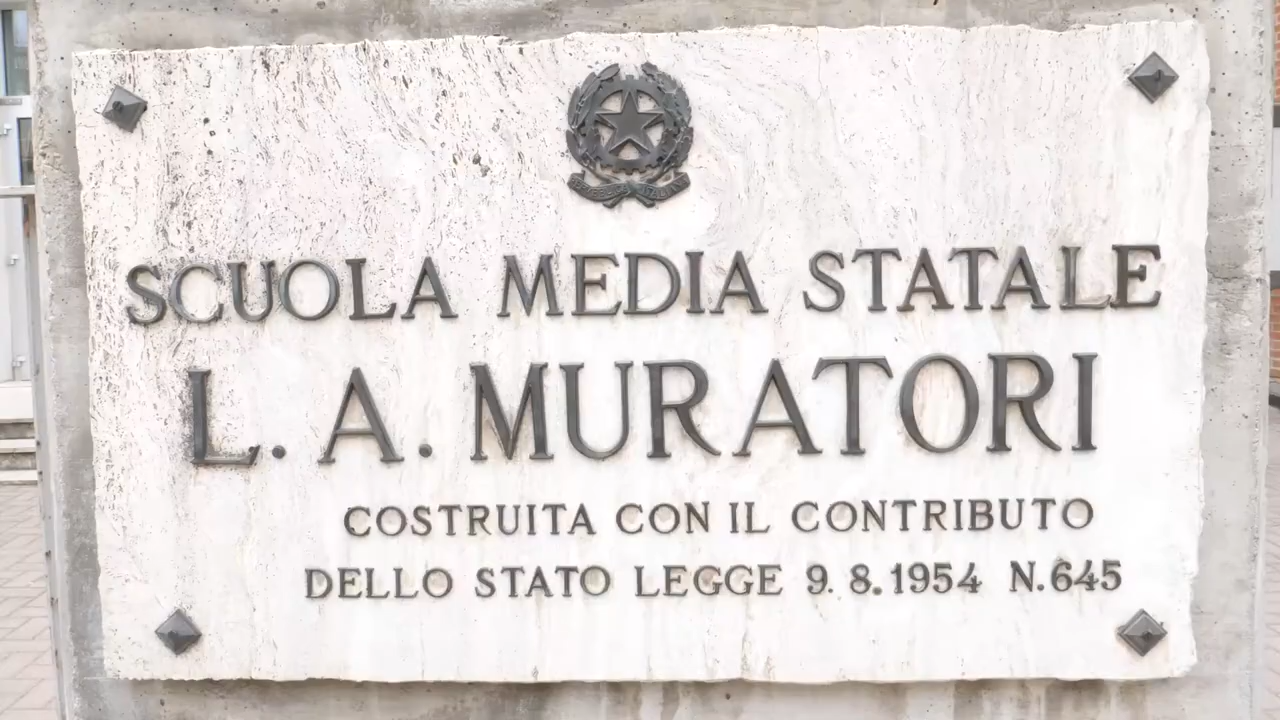 SCUOLA MEDIA STATALE
L. A. MURATORI
COSTRUITA CON IL CONTRIBUTO
DELLO STATO LEGGE 9.8.1954 N.645